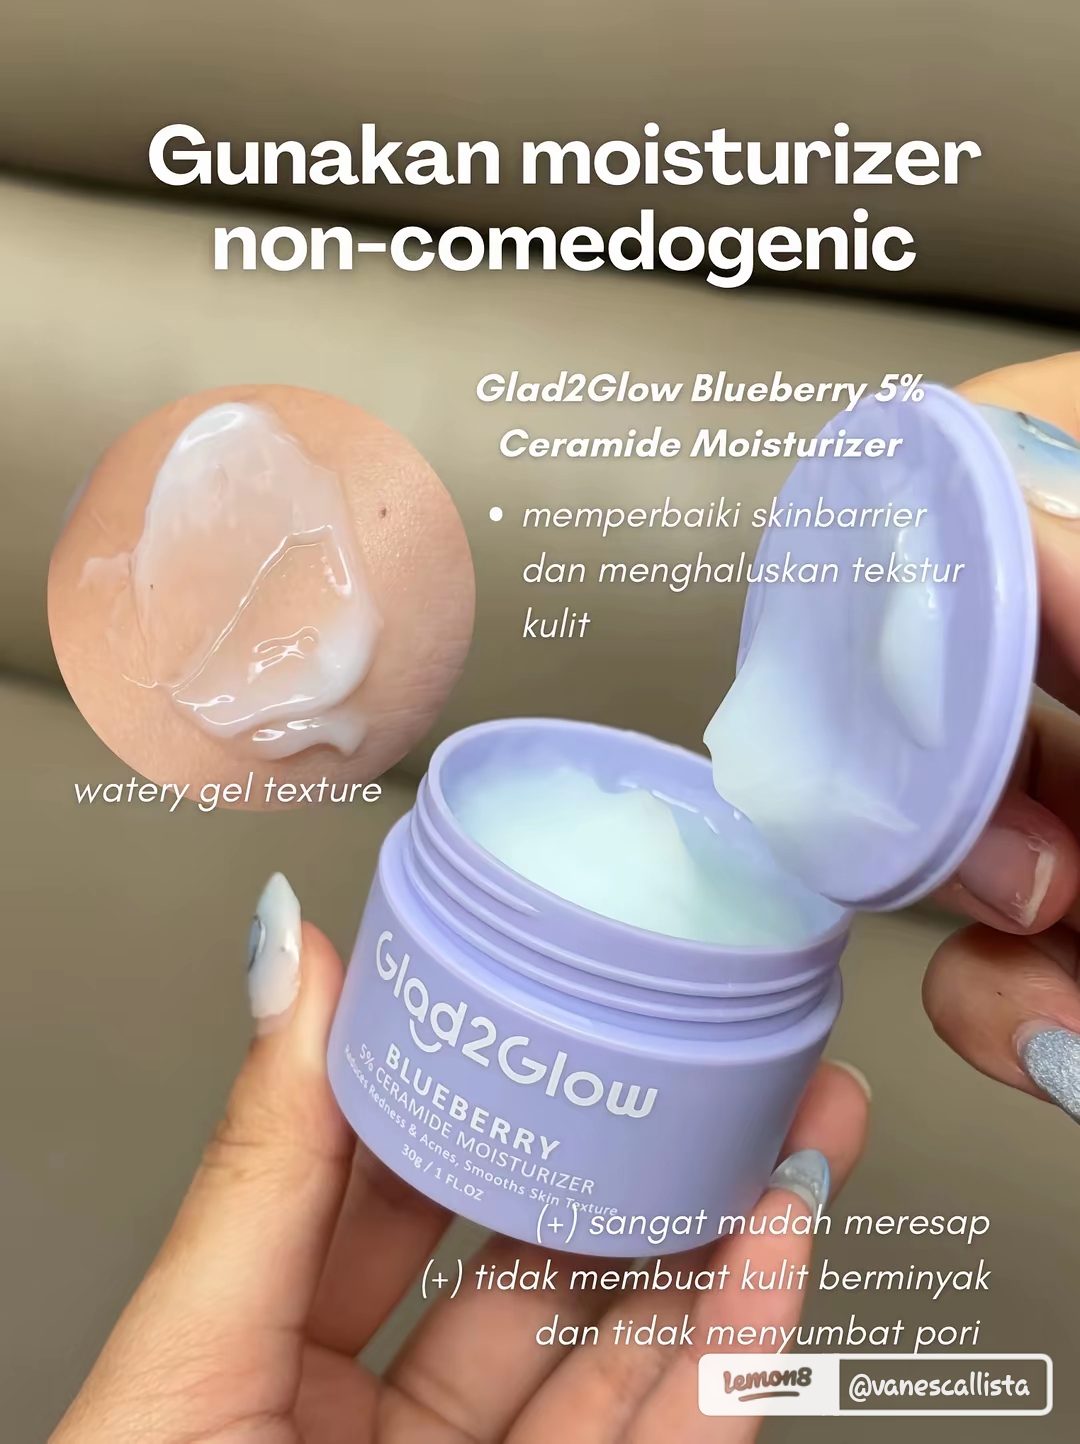 Gunakan moisturizer
non-comedogenic
Glad2Glow Blueberry 5%
Ceramide Moisturizer
• memperbaiki skinbarrier
dan menghaluskan tekstur
kulit
watery gel texture
Glad2Glow
BLUEBERRY
5% CERAMIDE MOISTURIZER
Reduces Redness & Acnes, Smooths Skin Texture
30g / 1 FL.OZ
(+) sangat mudah meresap
(+) tidak membuat kulit berminyak
dan tidak menyumbat pori
Lemon8 @vanescallista